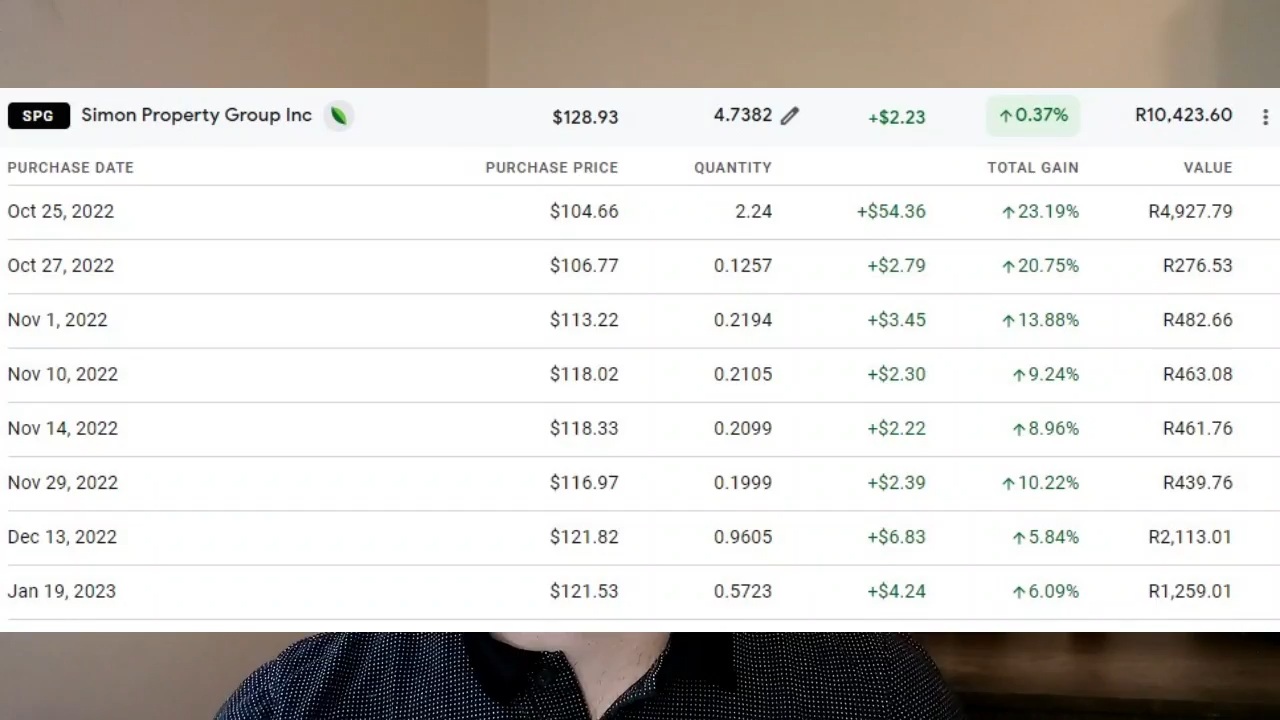 SPG Simon Property Group Inc $128.93 4.7382 +$2.23 ↑0.37% R10,423.60
PURCHASE DATE PURCHASE PRICE QUANTITY TOTAL GAIN VALUE
Oct 25, 2022 $104.66 2.24 +$54.36 ↑23.19% R4,927.79
Oct 27, 2022 $106.77 0.1257 +$2.79 ↑20.75% R276.53
Nov 1, 2022 $113.22 0.2194 +$3.45 ↑13.88% R482.66
Nov 10, 2022 $118.02 0.2105 +$2.30 ↑9.24% R463.08
Nov 14, 2022 $118.33 0.2099 +$2.22 ↑8.96% R461.76
Nov 29, 2022 $116.97 0.1999 +$2.39 ↑10.22% R439.76
Dec 13, 2022 $121.82 0.9605 +$6.83 ↑5.84% R2,113.01
Jan 19, 2023 $121.53 0.5723 +$4.24 ↑6.09% R1,259.01